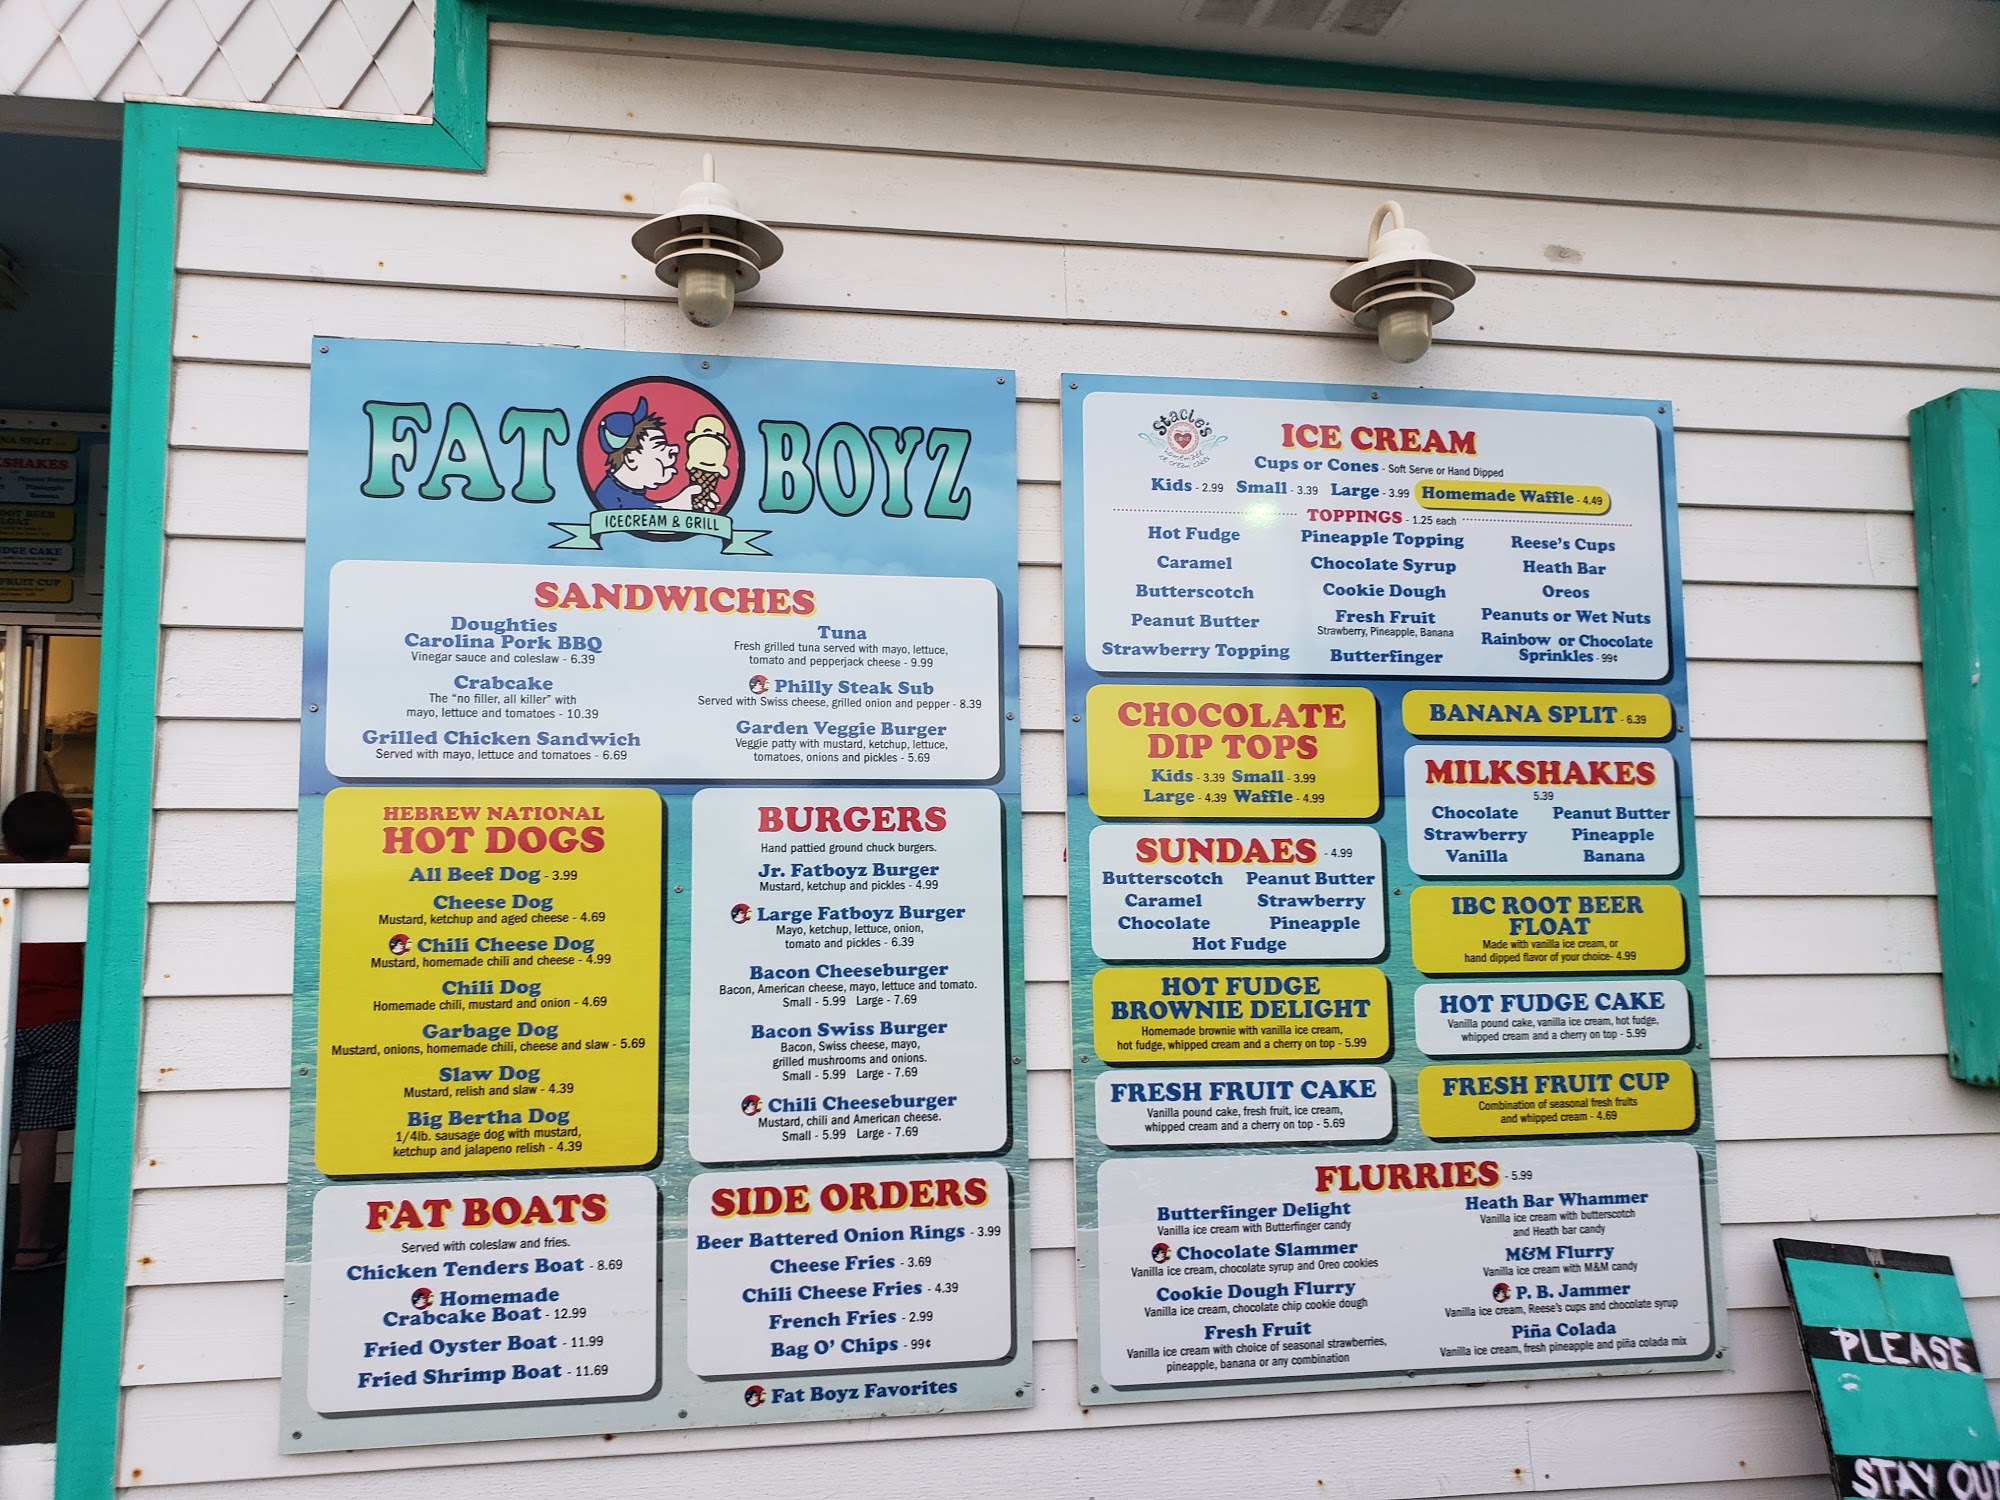 FAT BOYZ
ICECREAM & GRILL
SANDWICHES
Doughties
Carolina Pork BBQ
Vinegar sauce and coleslaw - 6.39
Crabcake
The "no filler, all killer" with
mayo, lettuce and tomatoes - 10.39
Grilled Chicken Sandwich
Served with mayo, lettuce and tomatoes - 6.69
Tuna
Fresh grilled tuna served with mayo, lettuce,
tomato and pepperjack cheese - 9.99
Philly Steak Sub
Served with Swiss cheese, grilled onion and pepper - 8.39
Garden Veggie Burger
Veggie patty with mustard, ketchup, lettuce,
tomatoes, onions and pickles - 5.69
HEBREW NATIONAL
HOT DOGS
All Beef Dog - 3.99
Cheese Dog
Mustard, ketchup and aged cheese - 4.69
Chili Cheese Dog
Mustard, homemade chili and cheese - 4.99
Chili Dog
Homemade chili, mustard and onion - 4.69
Garbage Dog
Mustard, onions, homemade chili, cheese and slaw - 5.69
Slaw Dog
Mustard, relish and slaw - 4.39
Big Bertha Dog
1/4lb. sausage dog with mustard,
ketchup and jalapeno relish - 4.39
BURGERS
Hand pattied ground chuck burgers.
Jr. Fatboyz Burger
Mustard, ketchup and pickles - 4.99
Large Fatboyz Burger
Mayo, ketchup, lettuce, onion,
tomato and pickles - 6.39
Bacon Cheeseburger
Bacon, American cheese, mayo, lettuce and tomato.
Small - 5.99 Large - 7.69
Bacon Swiss Burger
Bacon, Swiss cheese, mayo,
grilled mushrooms and onions.
Small - 5.99 Large - 7.69
Chili Cheeseburger
Mustard, chili and American cheese.
Small - 5.99 Large - 7.69
FAT BOATS
Served with coleslaw and fries.
Chicken Tenders Boat - 8.69
Homemade
Crabcake Boat - 12.99
Fried Oyster Boat - 11.99
Fried Shrimp Boat - 11.69
SIDE ORDERS
Beer Battered Onion Rings - 3.99
Cheese Fries - 3.69
Chili Cheese Fries - 4.39
French Fries - 2.99
Bag O' Chips - 99¢
Fat Boyz Favorites
Stacie's
homemade
ice cream cakes
ICE CREAM
Cups or Cones - Soft Serve or Hand Dipped
Kids - 2.99 Small - 3.39 Large - 3.99 Homemade Waffle - 4.49
TOPPINGS - 1.25 each
Hot Fudge
Caramel
Butterscotch
Peanut Butter
Strawberry Topping
Pineapple Topping
Chocolate Syrup
Cookie Dough
Fresh Fruit
Strawberry, Pineapple, Banana
Butterfinger
Reese's Cups
Heath Bar
Oreos
Peanuts or Wet Nuts
Rainbow or Chocolate
Sprinkles - 99¢
CHOCOLATE
DIP TOPS
Kids - 3.39 Small - 3.99
Large - 4.39 Waffle - 4.99
BANANA SPLIT - 6.39
MILKSHAKES
5.39
Chocolate Peanut Butter
Strawberry Pineapple
Vanilla Banana
SUNDAES - 4.99
Butterscotch Peanut Butter
Caramel Strawberry
Chocolate Pineapple
Hot Fudge
IBC ROOT BEER
FLOAT
Made with vanilla ice cream, or
hand dipped flavor of your choice- 4.99
HOT FUDGE
BROWNIE DELIGHT
Homemade brownie with vanilla ice cream,
hot fudge, whipped cream and a cherry on top - 5.99
HOT FUDGE CAKE
Vanilla pound cake, vanilla ice cream, hot fudge,
whipped cream and a cherry on top - 5.99
FRESH FRUIT CAKE
Vanilla pound cake, fresh fruit, ice cream,
whipped cream and a cherry on top - 5.69
FRESH FRUIT CUP
Combination of seasonal fresh fruits
and whipped cream - 4.69
FLURRIES - 5.99
Butterfinger Delight
Vanilla ice cream with Butterfinger candy
Chocolate Slammer
Vanilla ice cream, chocolate syrup and Oreo cookies
Cookie Dough Flurry
Vanilla ice cream, chocolate chip cookie dough
Fresh Fruit
Vanilla ice cream with choice of seasonal strawberries,
pineapple, banana or any combination
Heath Bar Whammer
Vanilla ice cream with butterscotch
and Heath bar candy
M&M Flurry
Vanilla ice cream with M&M candy
P. B. Jammer
Vanilla ice cream, Reese's cups and chocolate syrup
Piña Colada
Vanilla ice cream, fresh pineapple and piña colada mix
PLEASE
STAY OUT